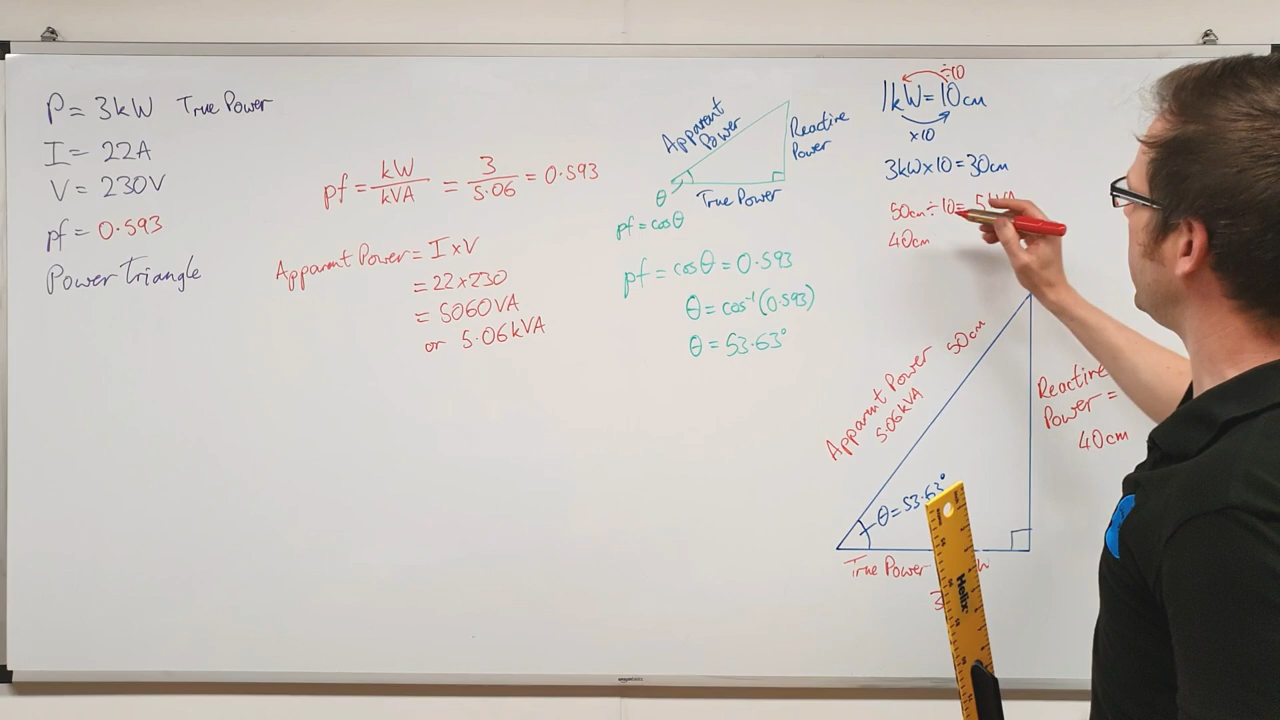 P = 3kW True Power
I = 22A
V = 230V
pf = 0.593
Power Triangle
pf = kW/kVA = 3/5.06 = 0.593
Apparent Power = I x V
= 22 x 230
= 5060VA
or 5.06kVA
Apparent Power
Reactive Power
θ
True Power
pf = cosθ
pf = cosθ = 0.593
θ = cos⁻¹(0.593)
θ = 53.63°
÷10
1kW = 10cm
x10
3kW x 10 = 30cm
50cm ÷ 10 = 5kVA
40cm
Apparent Power 50cm
5.06kVA
Reactive
Power =
40cm
θ = 53.63°
True Power
Helix
amazonbasics